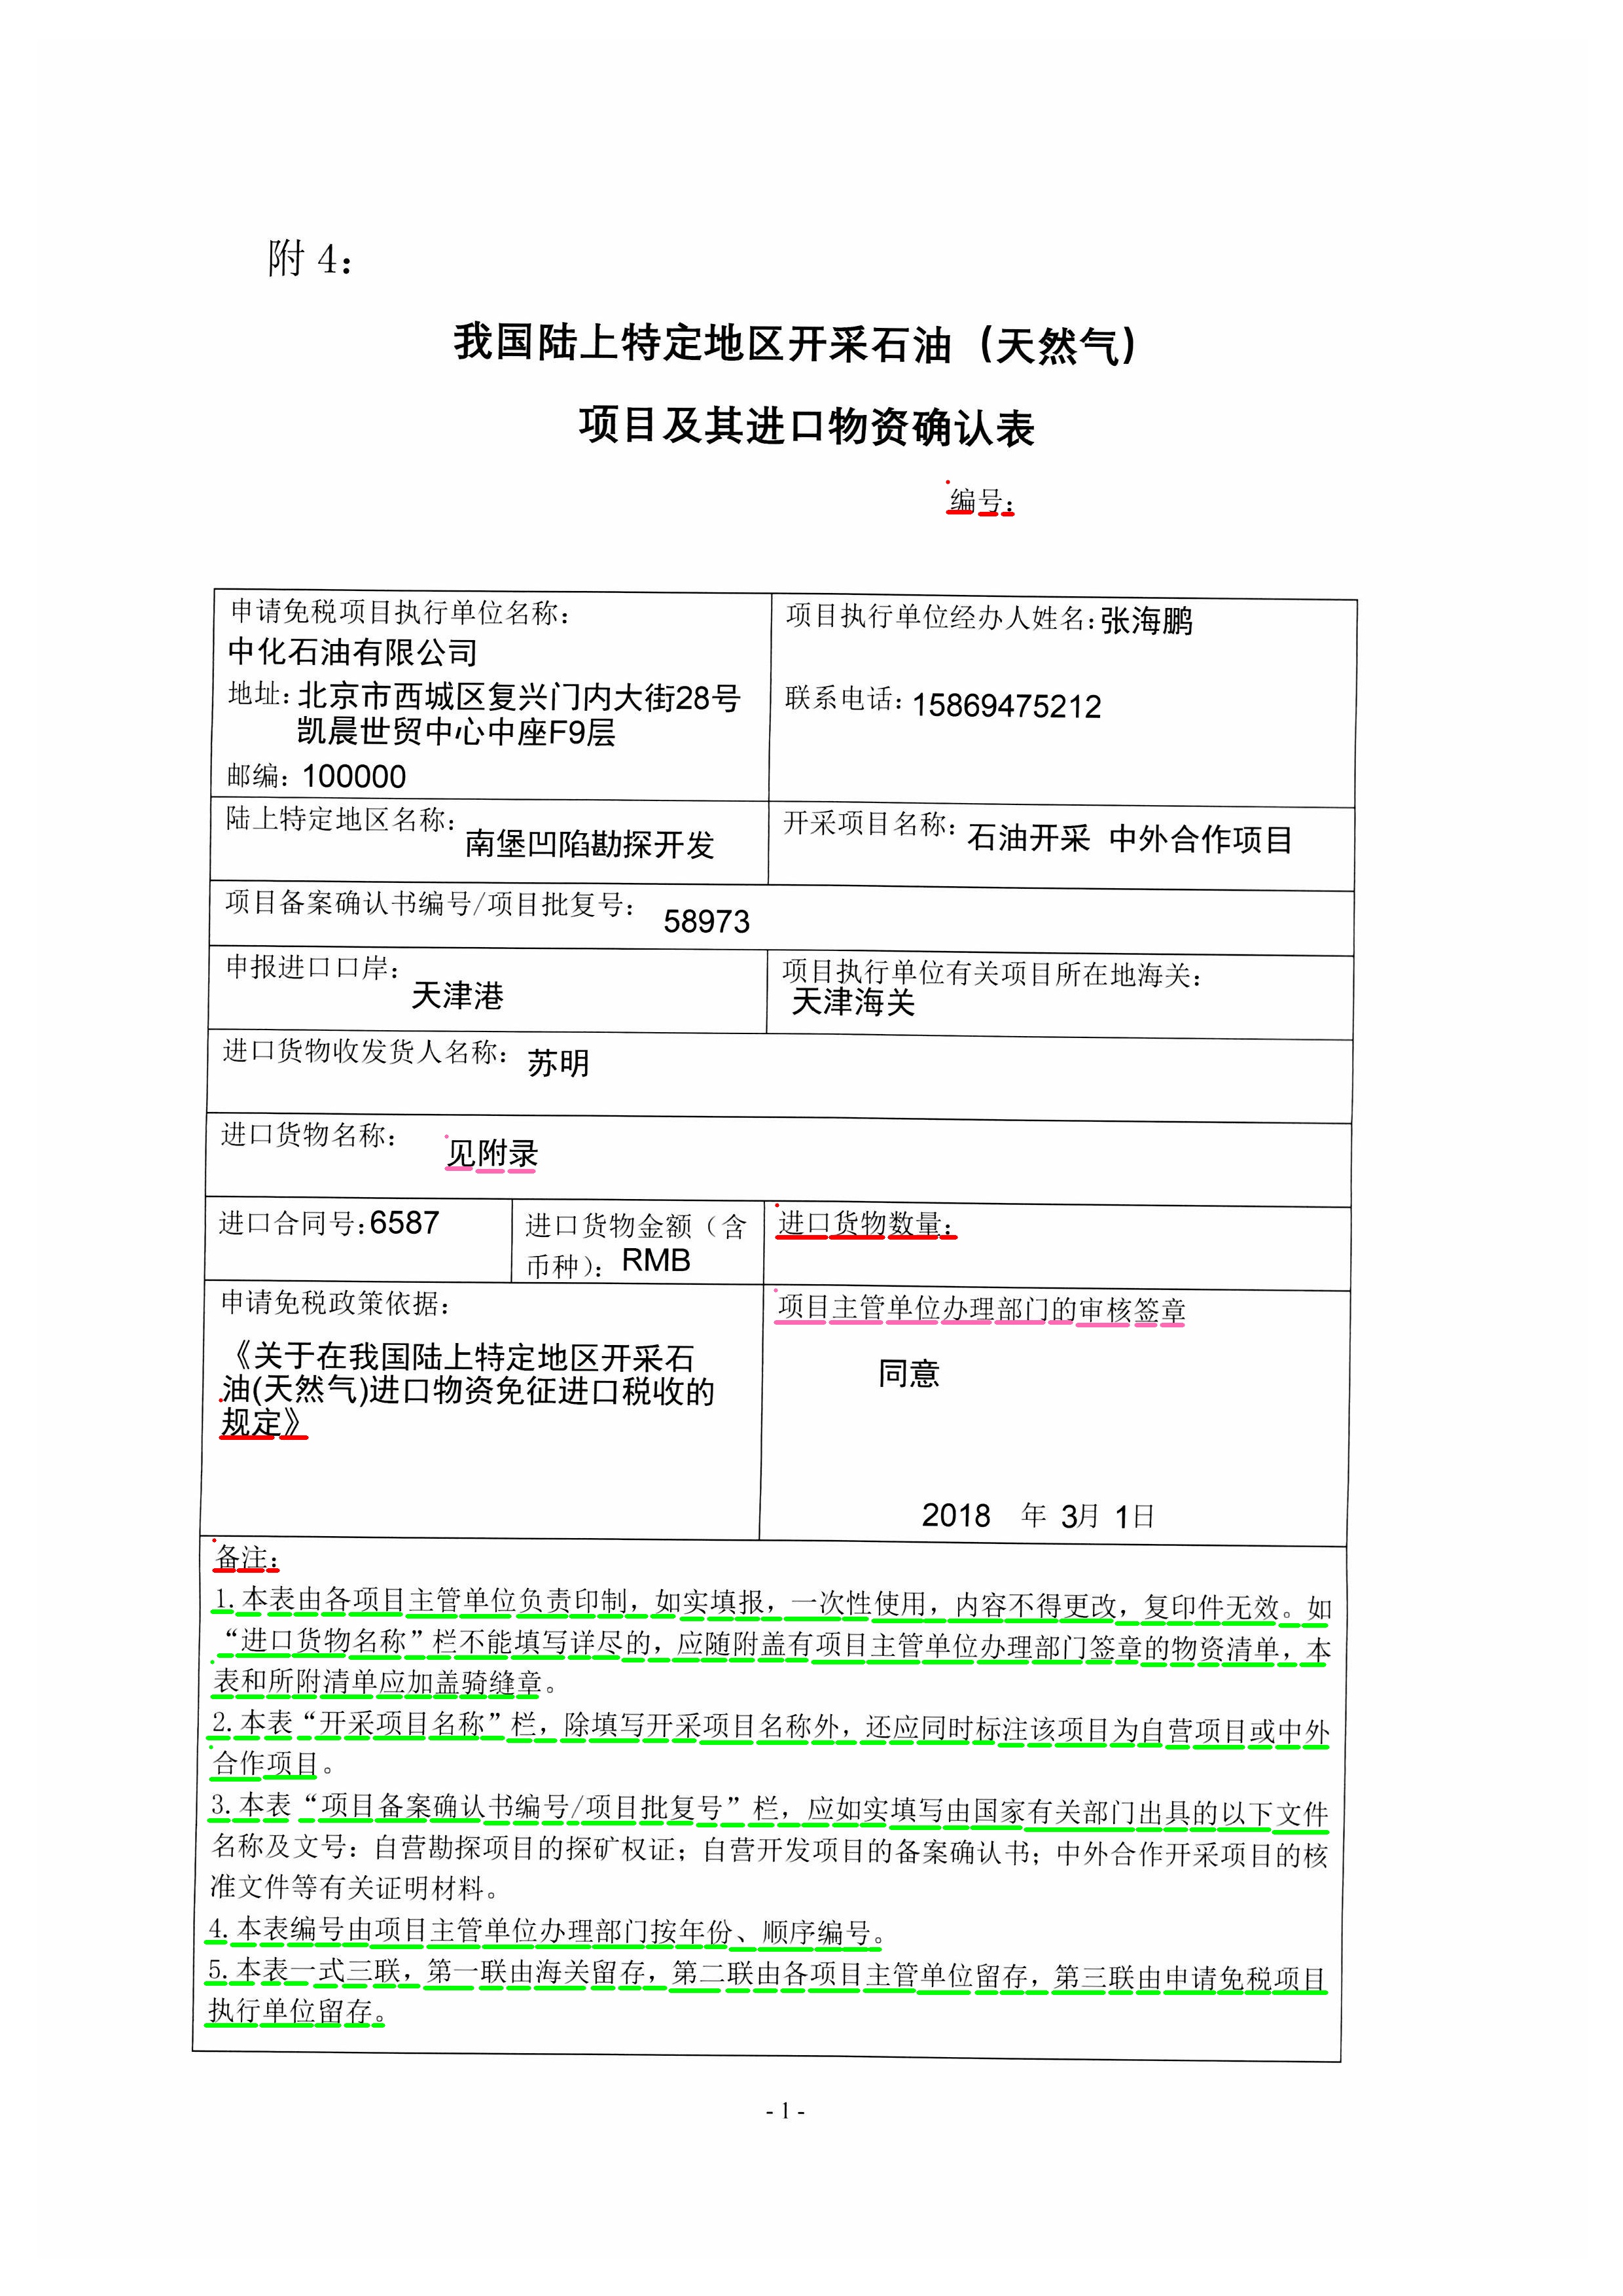 附 4：
我国陆上特定地区开采石油（天然气）
项目及其进口物资确认表
编号：
申请免税项目执行单位名称：
中化石油有限公司
地址：北京市西城区复兴门内大街28号
凯晨世贸中心中座F9层
邮编：100000
项目执行单位经办人姓名：张海鹏
联系电话：15869475212
陆上特定地区名称：南堡凹陷勘探开发
开采项目名称：石油开采 中外合作项目
项目备案确认书编号/项目批复号： 58973
申报进口口岸：天津港
项目执行单位有关项目所在地海关：
天津海关
进口货物收发货人名称：苏明
进口货物名称：见附录
进口合同号：6587
进口货物金额（含
币种）：RMB
进口货物数量：
申请免税政策依据：
《关于在我国陆上特定地区开采石
油(天然气)进口物资免征进口税收的
规定》
项目主管单位办理部门的审核签章
同意
2018 年 3月 1日
备注：
1.本表由各项目主管单位负责印制，如实填报，一次性使用，内容不得更改，复印件无效。如
“进口货物名称”栏不能填写详尽的，应随附盖有项目主管单位办理部门签章的物资清单，本
表和所附清单应加盖骑缝章。
2.本表“开采项目名称”栏，除填写开采项目名称外，还应同时标注该项目为自营项目或中外
合作项目。
3.本表“项目备案确认书编号/项目批复号”栏，应如实填写由国家有关部门出具的以下文件
名称及文号：自营勘探项目的探矿权证；自营开发项目的备案确认书；中外合作开采项目的核
准文件等有关证明材料。
4.本表编号由项目主管单位办理部门按年份、顺序编号。
5.本表一式三联，第一联由海关留存，第二联由各项目主管单位留存，第三联由申请免税项目
执行单位留存。
- 1 -